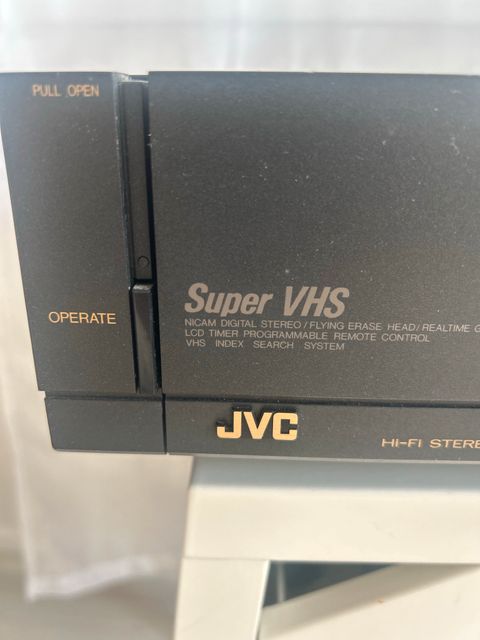 PULL OPEN
Super VHS
NICAM DIGITAL STEREO / FLYING ERASE HEAD / REALTIME
LCD TIMER PROGRAMMABLE REMOTE CONTROL
VHS INDEX SEARCH SYSTEM
OPERATE
JVC
HI-FI